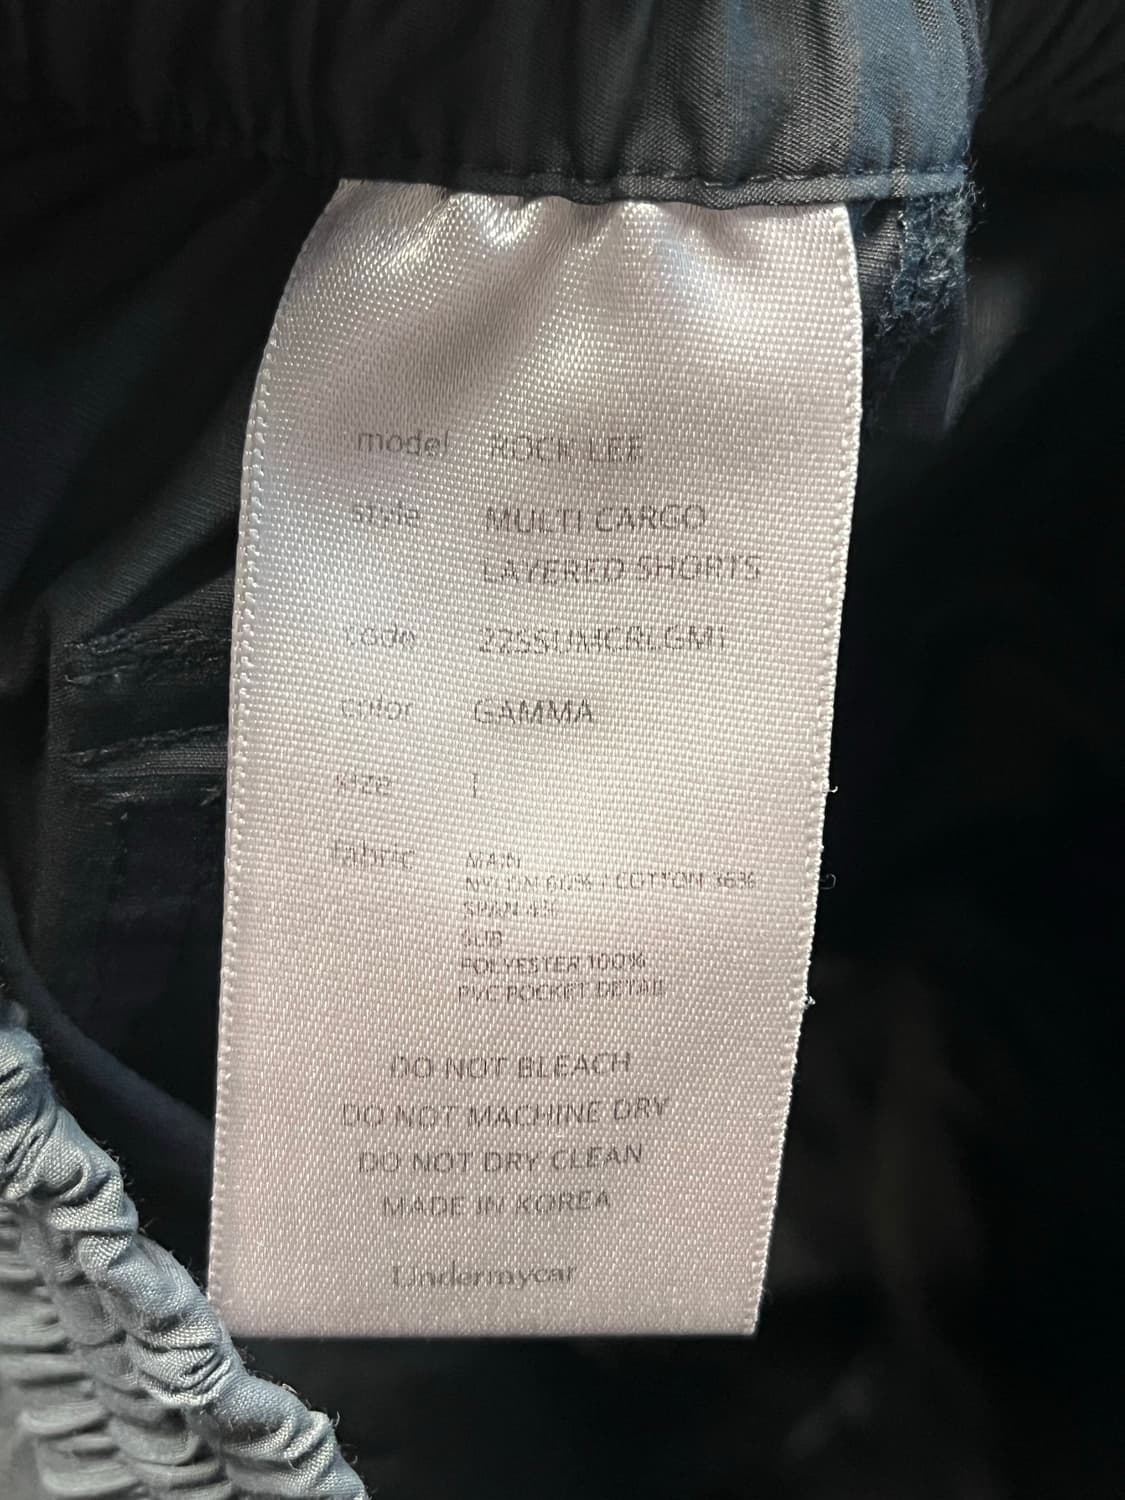 model ROCK LEE
style MULTI CARGO
LAYERED SHORTS
code 22SSUMCRLGM1
color GAMMA
size 1
fabric MAIN
NYLON 60% / COTTON 36%
SPAN 4%
SUB
POLYESTER 100%
PVC POCKET DETAIL
DO NOT BLEACH
DO NOT MACHINE DRY
DO NOT DRY CLEAN
MADE IN KOREA
Undermycar